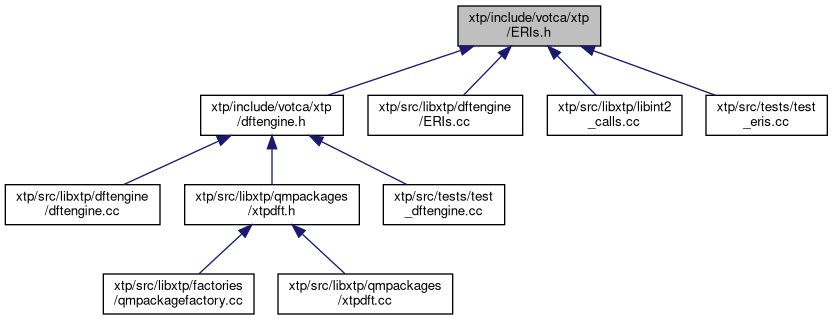 xtp/include/votca/xtp
/ERIs.h
xtp/include/votca/xtp
/dftengine.h
xtp/src/libxtp/dftengine
/ERIs.cc
xtp/src/libxtp/libint2
_calls.cc
xtp/src/tests/test
_eris.cc
xtp/src/libxtp/dftengine
/dftengine.cc
xtp/src/libxtp/qmpackages
/xtpdft.h
xtp/src/tests/test
_dftengine.cc
xtp/src/libxtp/factories
/qmpackagefactory.cc
xtp/src/libxtp/qmpackages
/xtpdft.cc